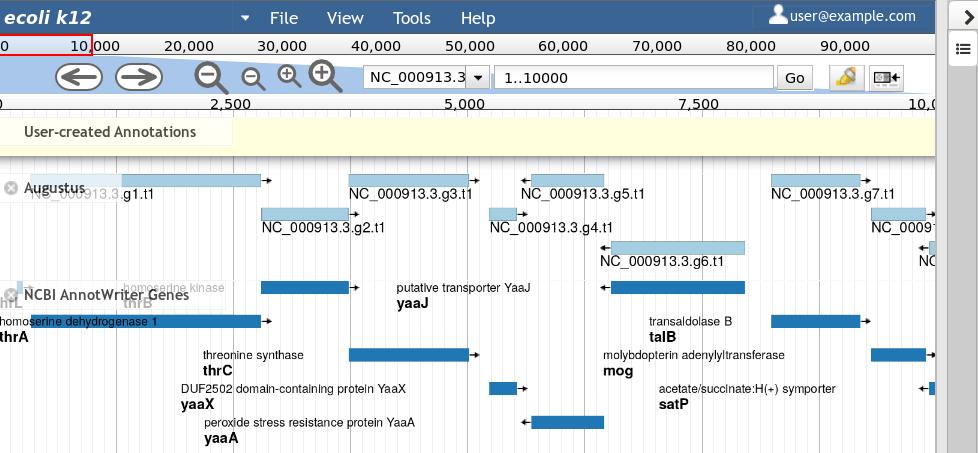 ecoli k12 File View Tools Help user@example.com
0 10,000 20,000 30,000 40,000 50,000 60,000 70,000 80,000 90,000
NC_000913.3 1..10000 Go
0 2,500 5,000 7,500 10,0
User-created Annotations
Augustus
NC_000913.3.g1.t1 NC_000913.3.g3.t1 NC_000913.3.g5.t1 NC_000913.3.g7.t1
NC_000913.3.g2.t1 NC_000913.3.g4.t1 NC_0009
NC_000913.3.g6.t1 NC
homoserine kinase putative transporter YaaJ
NCBI AnnotWriter Genes
thrL thrB yaaJ
homoserine dehydrogenase 1 transaldolase B
thrA talB
threonine synthase molybdopterin adenylyltransferase
thrC mog
DUF2502 domain-containing protein YaaX acetate/succinate:H(+) symporter
yaaX satP
peroxide stress resistance protein YaaA
yaaA